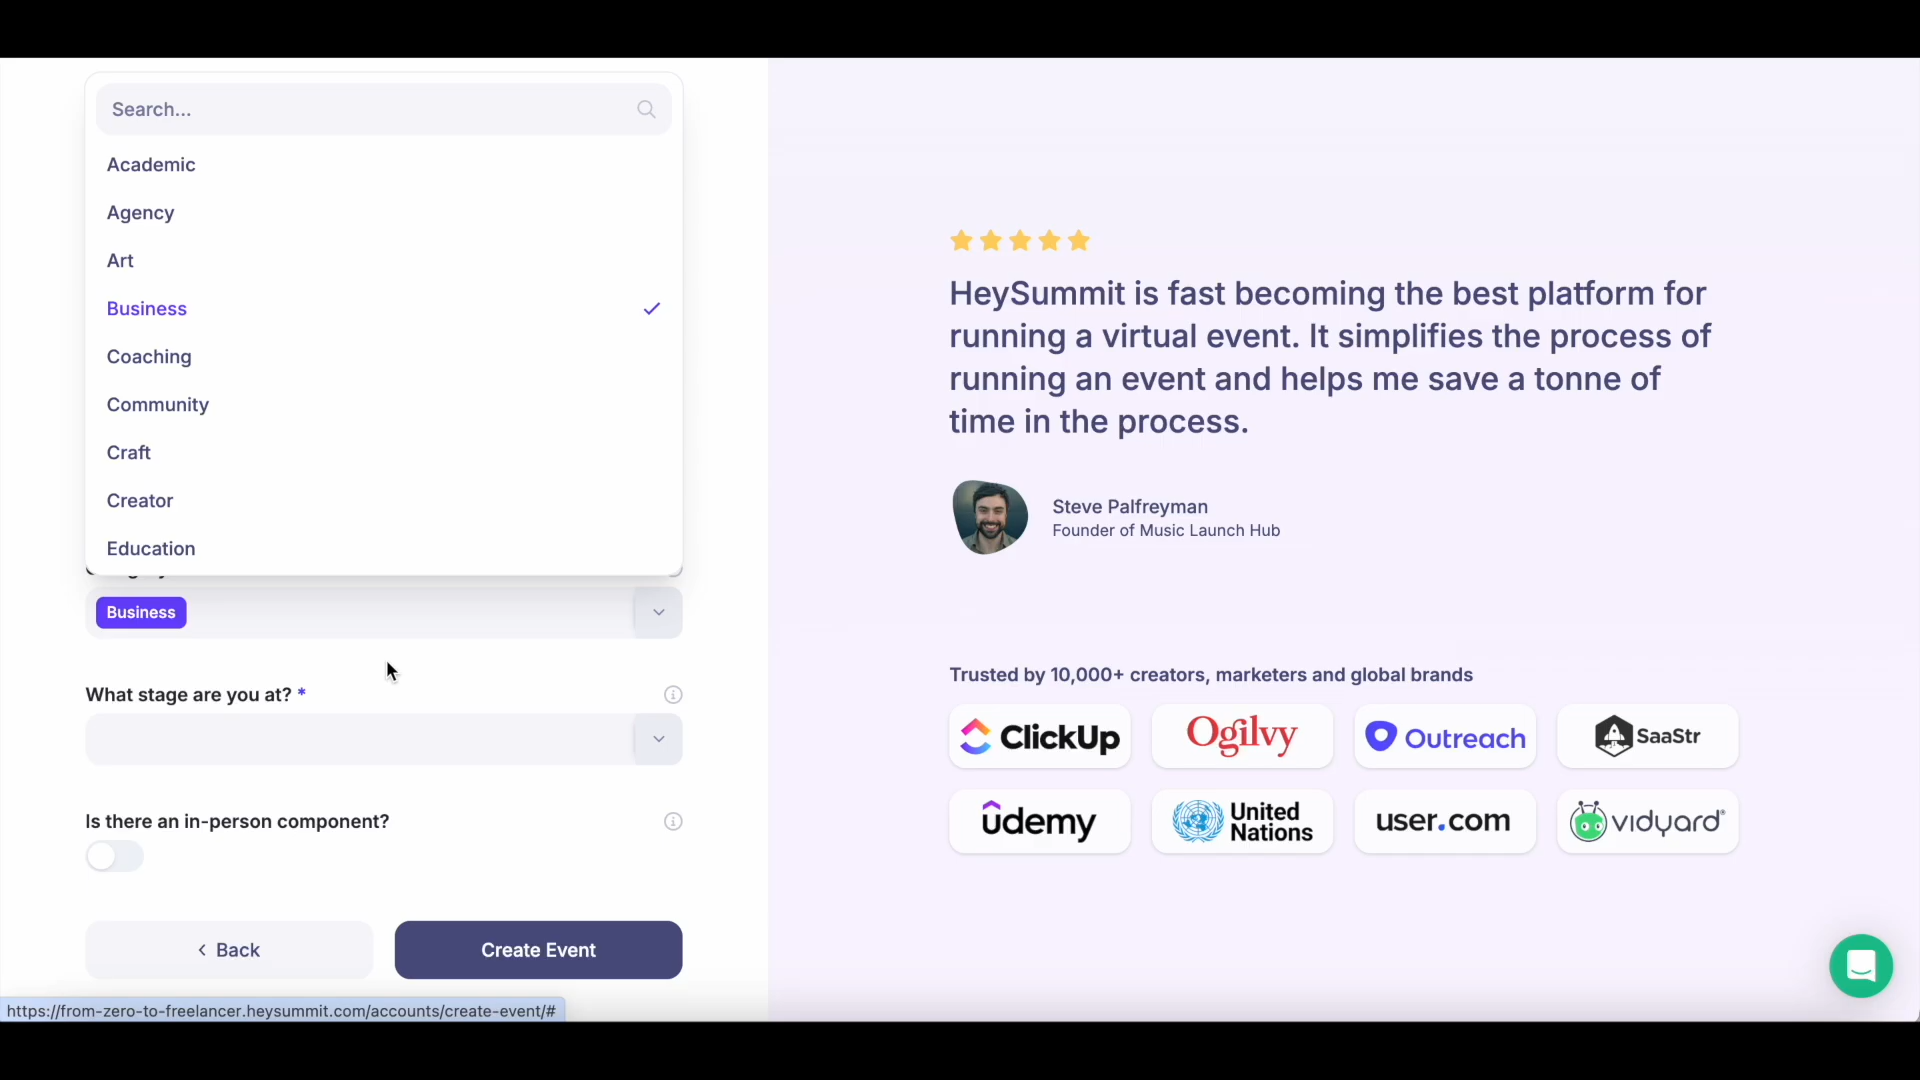 Search...
Academic
Agency
Art
Business
Coaching
Community
Craft
Creator
Education
Business
What stage are you at? *
Is there an in-person component?
Back
Create Event
https://from-zero-to-freelancer.heysummit.com/accounts/create-event/#
HeySummit is fast becoming the best platform for
running a virtual event. It simplifies the process of
running an event and helps me save a tonne of
time in the process.
Steve Palfreyman
Founder of Music Launch Hub
Trusted by 10,000+ creators, marketers and global brands
ClickUp
Ogilvy
Outreach
SaaStr
udemy
United
Nations
user.com
vidyard